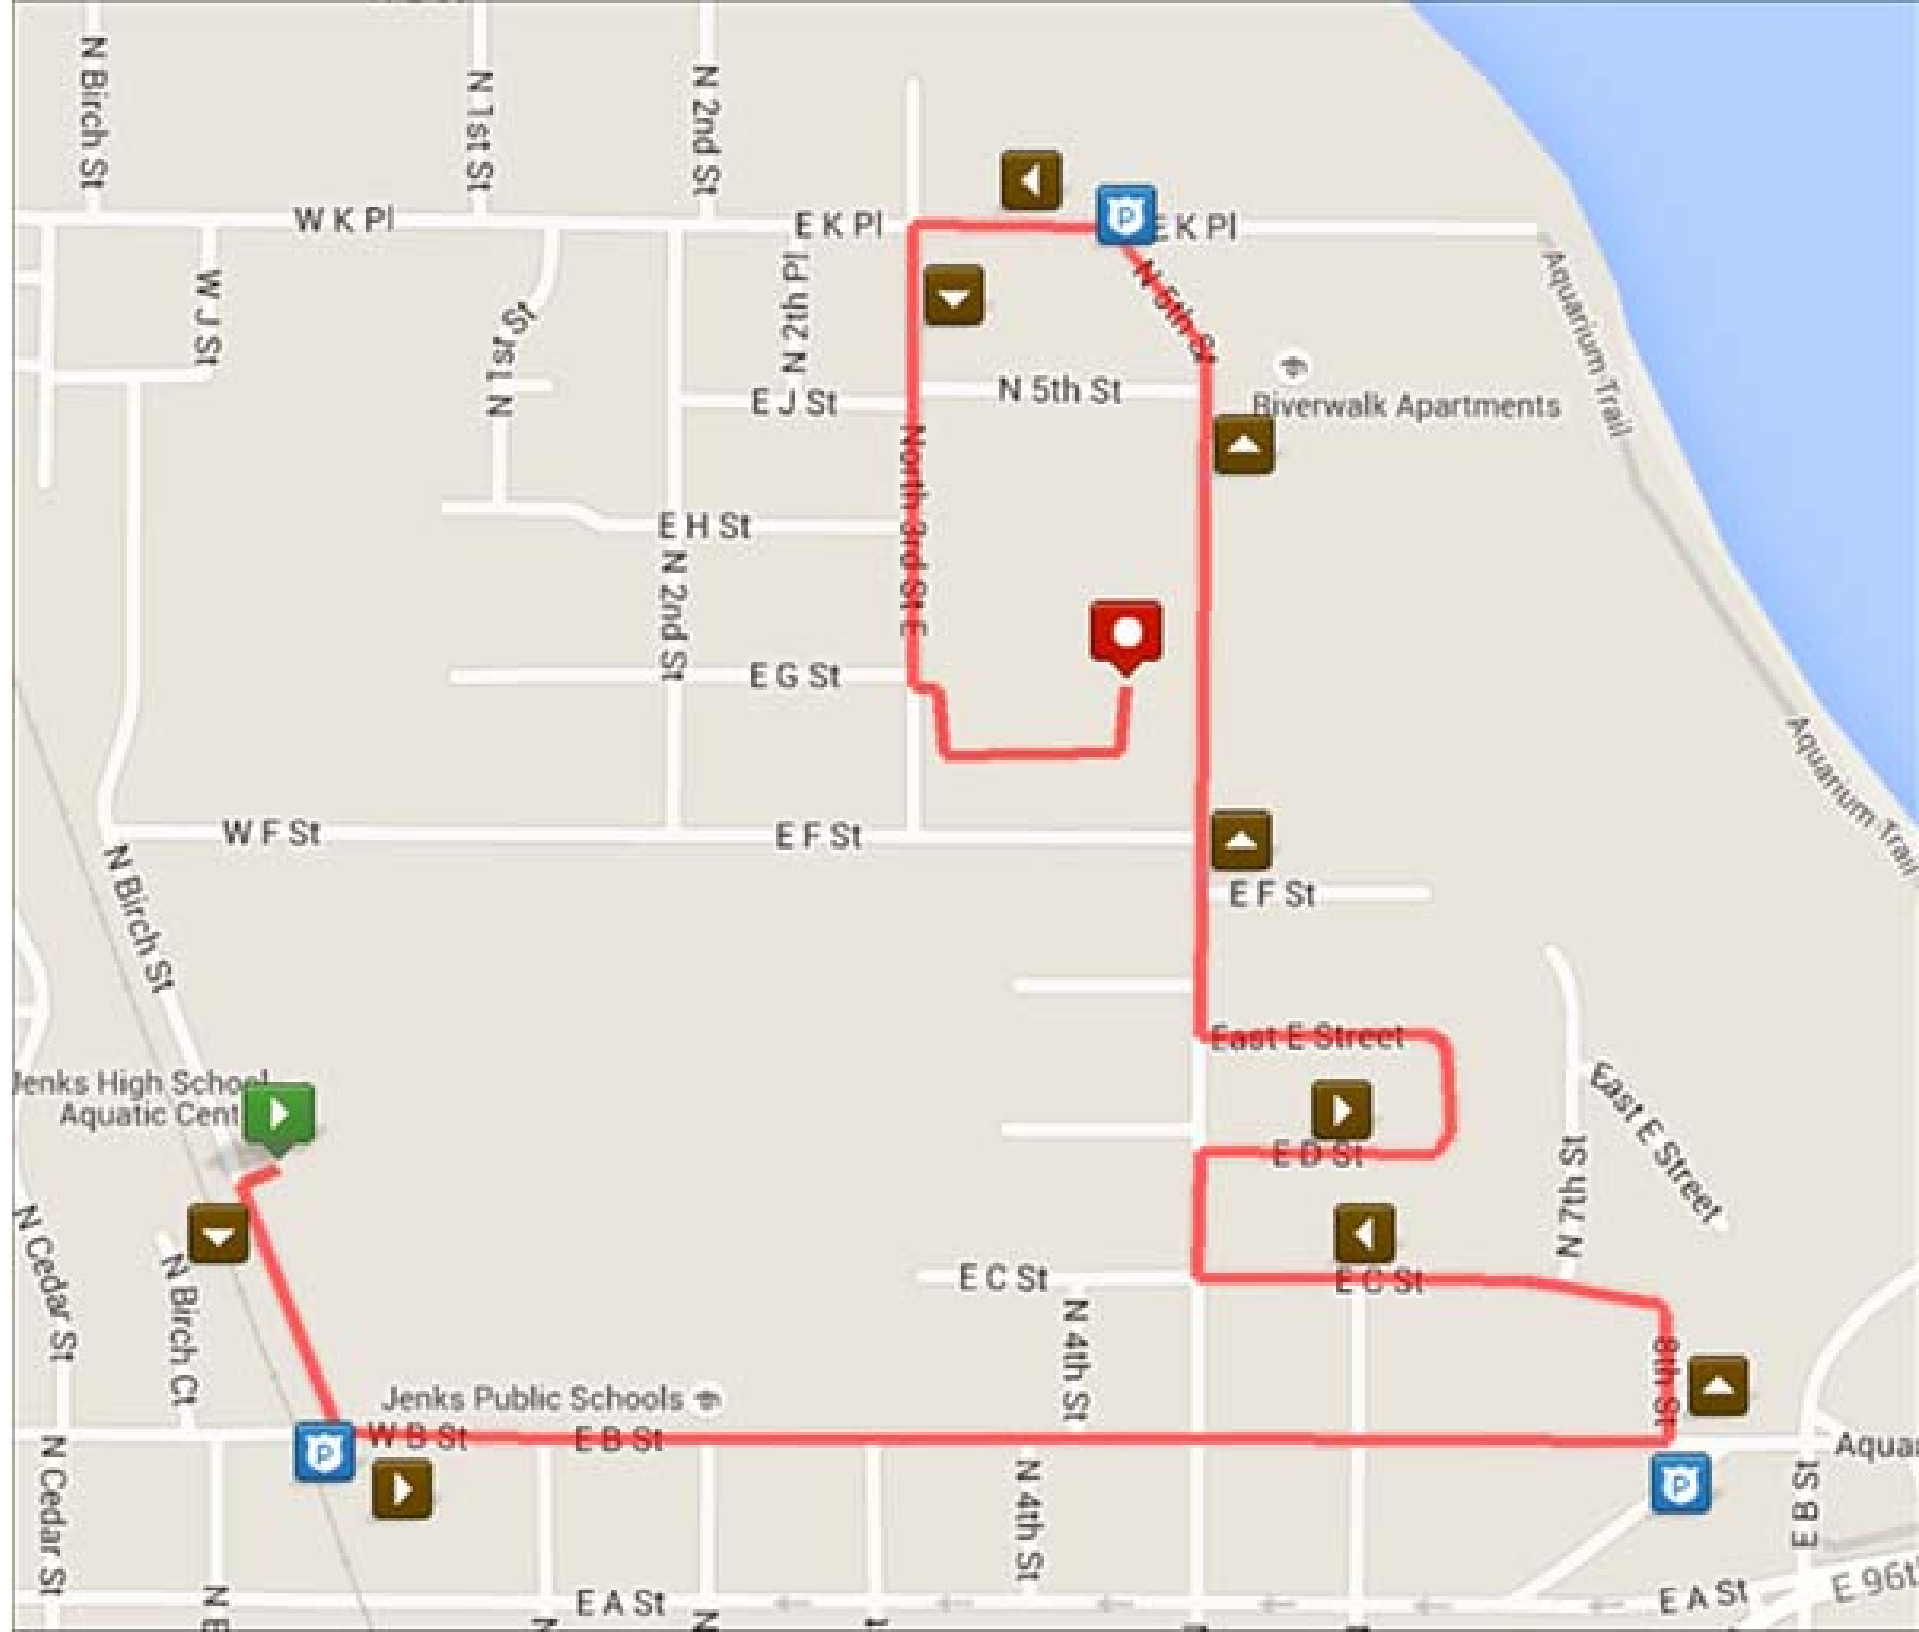 N Birch St
N 1st St
N 2nd St
W K Pl
E K Pl
E K Pl
W J St
N 1st St
N 2th Pl
N 5th St
Aquarium Trail
E J St
N 5th St
Riverwalk Apartments
North 3rd St E
E H St
N 2nd St
E G St
Aquarium Trail
W F St
E F St
N Birch St
E F St
East E Street
Jenks High School
Aquatic Cent
East E Street
E D St
N 7th St
N Cedar St
N Birch Ct
E C St
E C St
N 4th St
8th St
Jenks Public Schools
P
W B St
E B St
Aqua
P
P
N Cedar St
N 4th St
E B St
E A St
E A St
E 96t